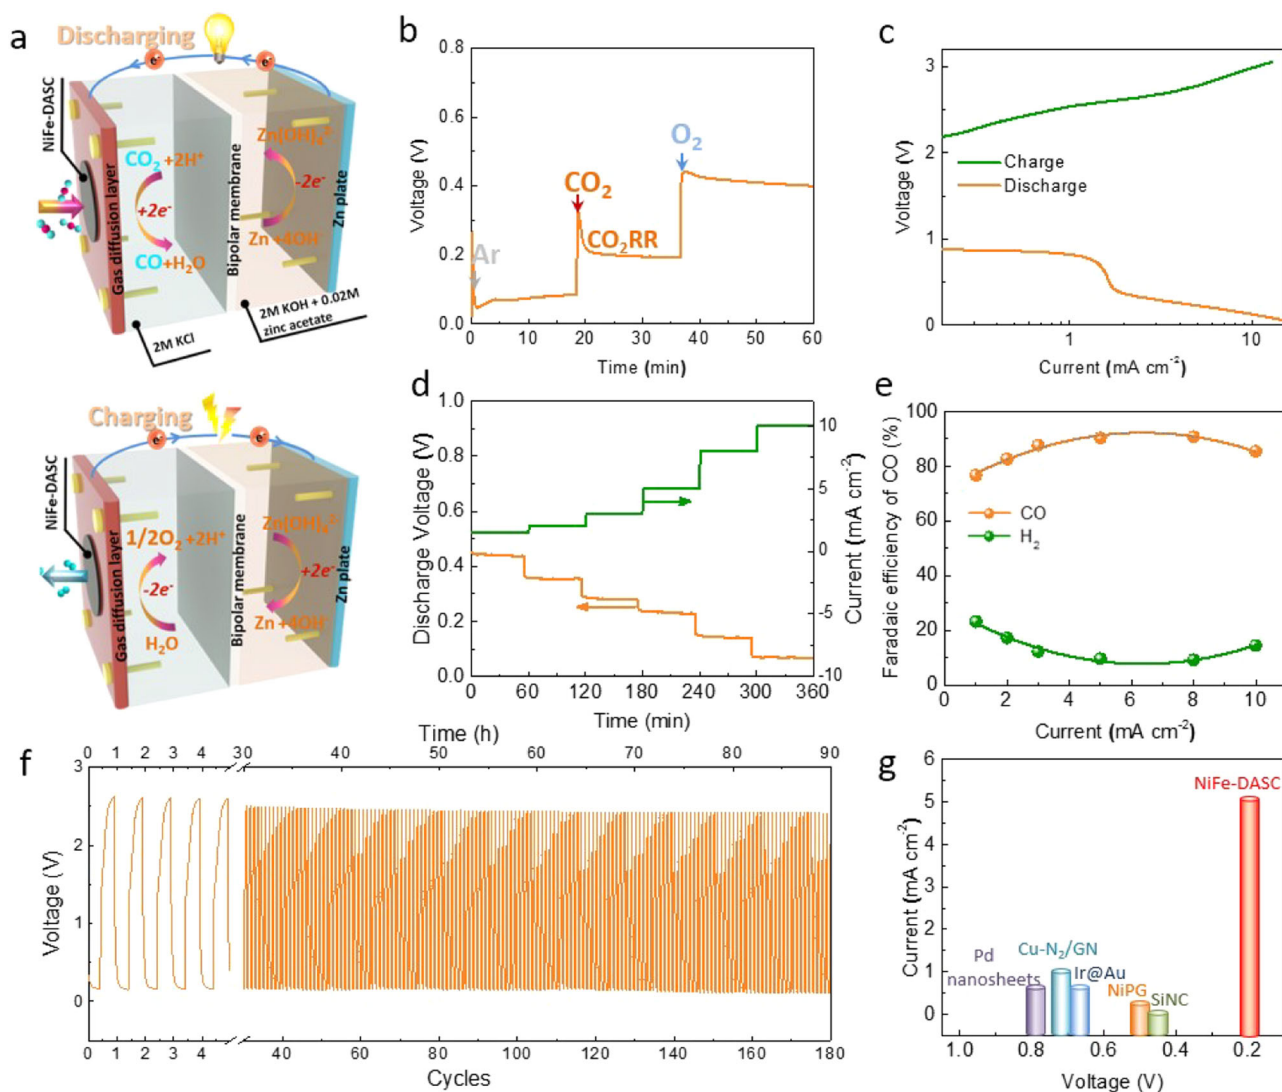 a
Discharging
e⁻
e⁻
NiFe-DASC
Gas diffusion layer
CO₂ +2H⁺
+2e⁻
CO+H₂O
Bipolar membrane
Zn(OH)₄²⁻
-2e⁻
Zn +4OH⁻
Zn plate
2M KCl
2M KOH + 0.02M
zinc acetate
Charging
e⁻
e⁻
NiFe-DASC
Gas diffusion layer
1/2O₂ +2H⁺
-2e⁻
H₂O
Bipolar membrane
+2e⁻
Zn +4OH⁻
Zn plate
b
Voltage (V)
0.8
0.6
0.4
0.2
0.0
Ar
CO₂
CO₂RR
O₂
0 10 20 30 40 50 60
Time (min)
c
Voltage (V)
3
2
1
0
Charge
Discharge
1 10
Current (mA cm⁻²)
d
Discharge Voltage (V)
1.0
0.8
0.6
0.4
0.2
0.0
10
5
0
-5
-10
Current (mA cm⁻²)
0 60 120 180 240 300 360
Time (min)
e
Faradaic efficiency of CO (%)
100
80
60
40
20
0
CO
H₂
0 2 4 6 8 10
Current (mA cm⁻²)
f
Time (h)
0 1 2 3 4 30 40 50 60 70 80 90
Voltage (V)
3
2
1
0
0 1 2 3 4 40 60 80 100 120 140 160 180
Cycles
g
Current (mA cm⁻²)
6
5
4
3
2
1
0
Pd
nanosheets
Cu-N₂/GN
Ir@Au
NiPG
SiNC
NiFe-DASC
1.0 0.8 0.6 0.4 0.2
Voltage (V)